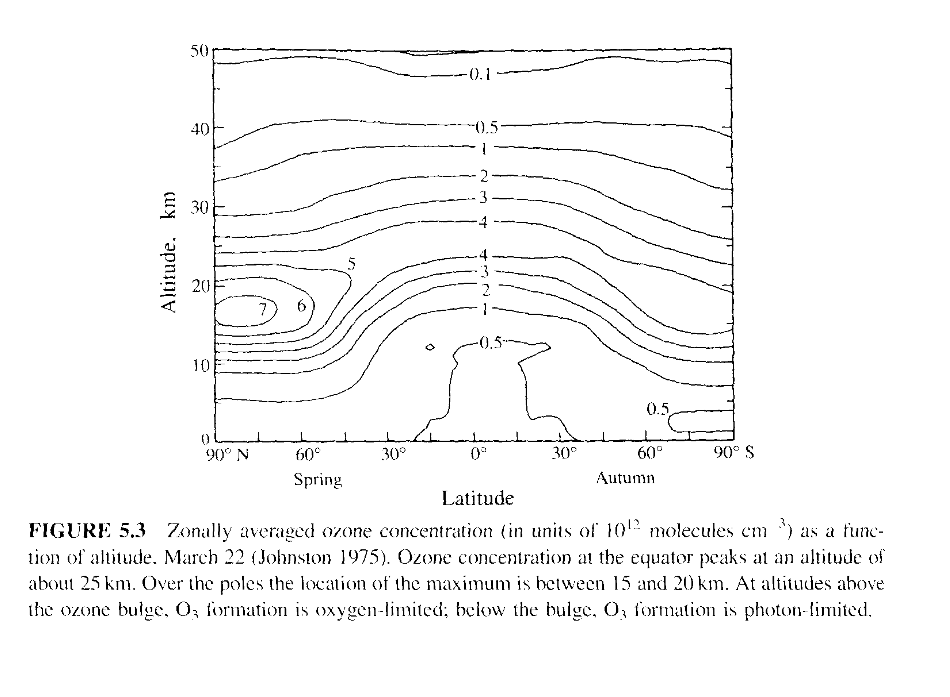 50
0.1
40
0.5
1
2
30
3
4
Altitude, km
5
4
3
20
2
7
6
1
0.5
10
0.5
0
90° N 60° 30° 0° 30° 60° 90° S
Spring Autumn
Latitude
FIGURE 5.3 Zonally averaged ozone concentration (in units of 10¹² molecules cm⁻³) as a func-
tion of altitude, March 22 (Johnston 1975). Ozone concentration at the equator peaks at an altitude of
about 25 km. Over the poles the location of the maximum is between 15 and 20 km. At altitudes above
the ozone bulge, O₃ formation is oxygen-limited; below the bulge, O₃ formation is photon-limited.